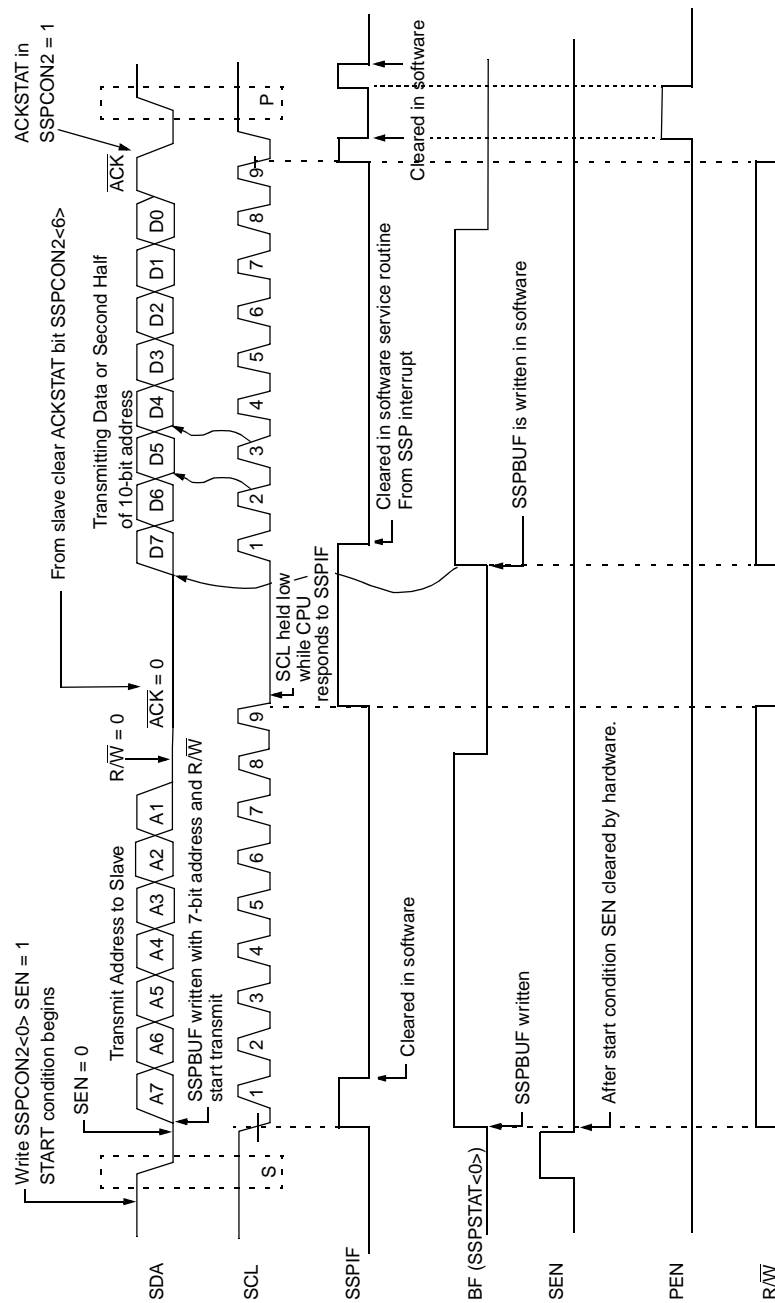 Write SSPCON2<0> SEN = 1
START condition begins
SEN = 0
Transmit Address to Slave
R/W = 0
ACK = 0
From slave clear ACKSTAT bit SSPCON2<6>
Transmitting Data or Second Half
of 10-bit address
ACK
ACKSTAT in
SSPCON2 = 1
SDA
A7 A6 A5 A4 A3 A2 A1
D7 D6 D5 D4 D3 D2 D1 D0
SSPBUF written with 7-bit address and R/W
start transmit
SCL
S
1 2 3 4 5 6 7 8 9
1 2 3 4 5 6 7 8 9
P
SCL held low
while CPU
responds to SSPIF
SSPIF
Cleared in software
Cleared in software service routine
From SSP interrupt
Cleared in software
BF (SSPSTAT<0>)
SSPBUF written
SSPBUF is written in software
SEN
After start condition SEN cleared by hardware.
PEN
R/W